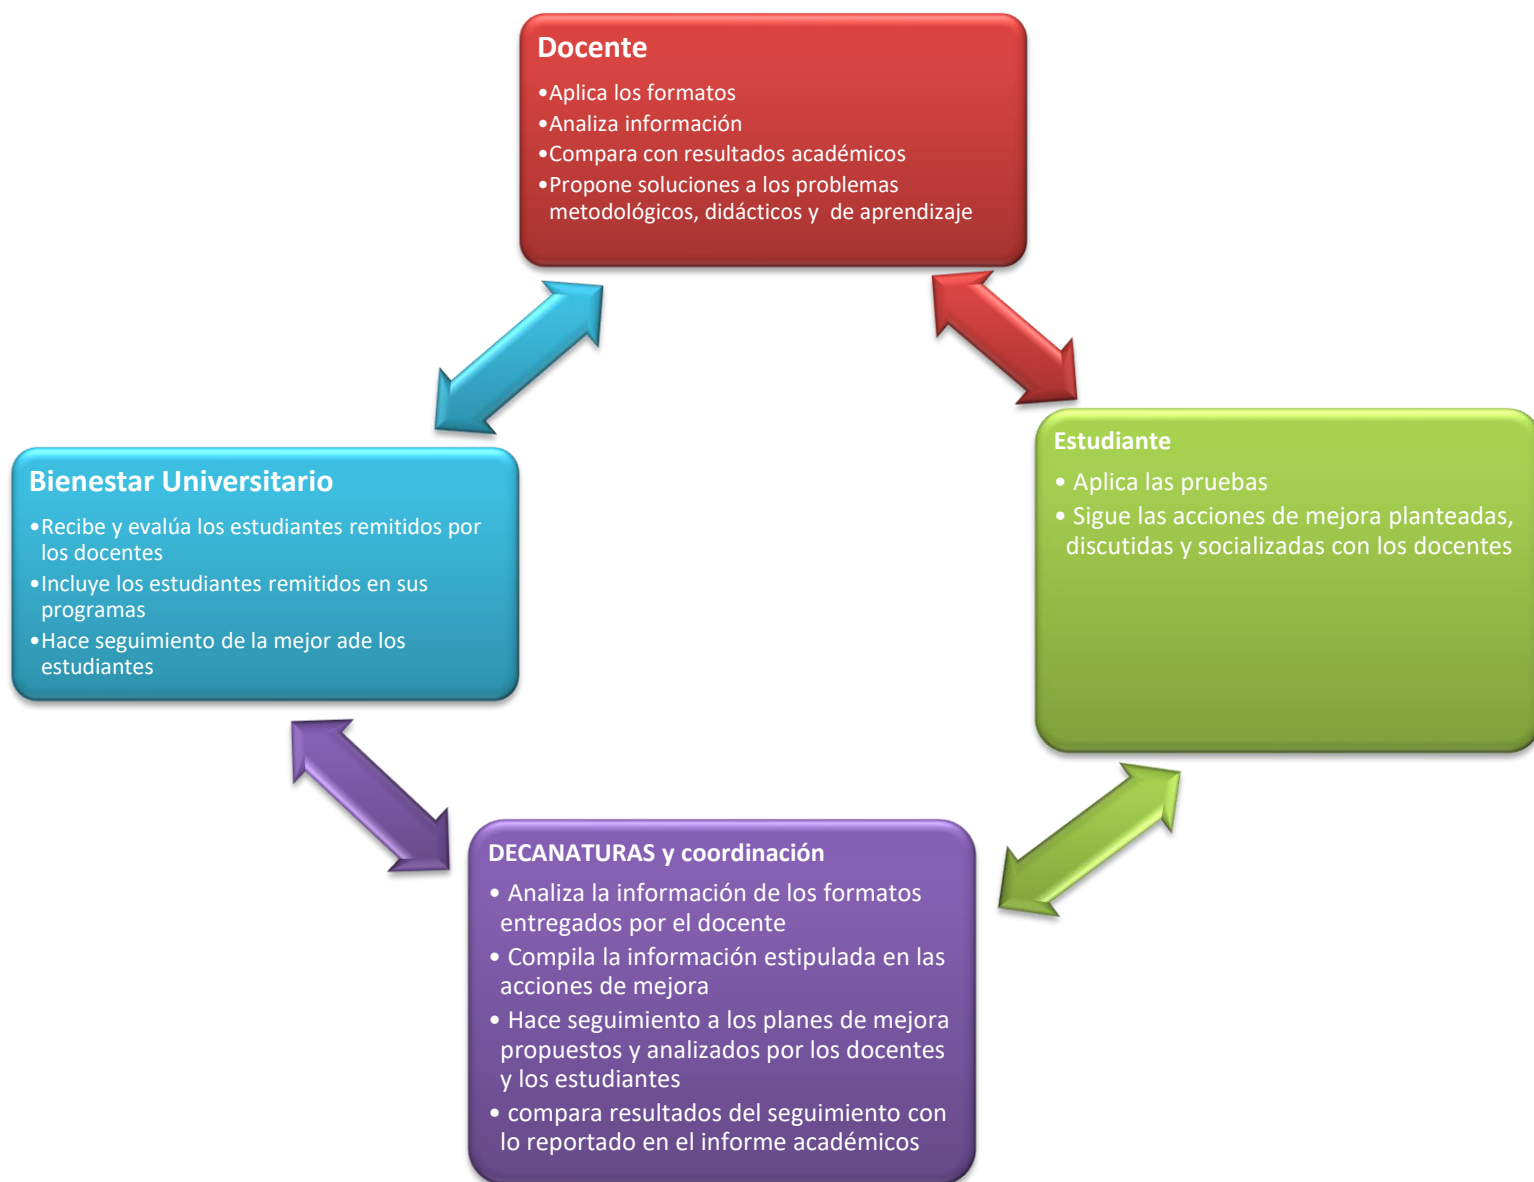 Docente
•Aplica los formatos
•Analiza información
•Compara con resultados académicos
•Propone soluciones a los problemas
metodológicos, didácticos y  de aprendizaje
Estudiante
• Aplica las pruebas
• Sigue las acciones de mejora planteadas,
discutidas y socializadas con los docentes
Bienestar Universitario
•Recibe y evalúa los estudiantes remitidos por
los docentes
•Incluye los estudiantes remitidos en sus
programas
•Hace seguimiento de la mejor ade los
estudiantes
DECANATURAS y coordinación
• Analiza la información de los formatos
entregados por el docente
• Compila la información estipulada en las
acciones de mejora
• Hace seguimiento a los planes de mejora
propuestos y analizados por los docentes
y los estudiantes
• compara resultados del seguimiento con
lo reportado en el informe académicos